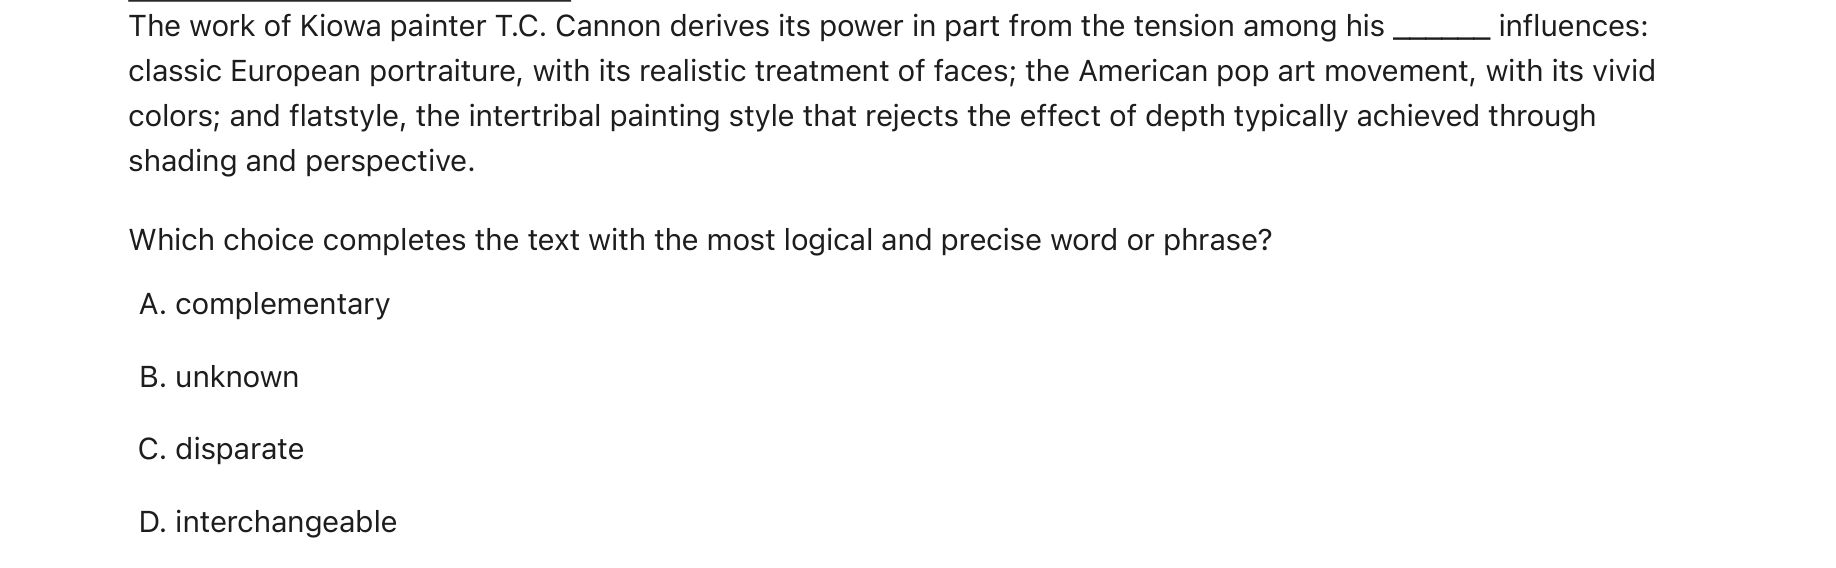 The work of Kiowa painter T.C. Cannon derives its power in part from the tension among his ______ influences:
classic European portraiture, with its realistic treatment of faces; the American pop art movement, with its vivid
colors; and flatstyle, the intertribal painting style that rejects the effect of depth typically achieved through
shading and perspective.
Which choice completes the text with the most logical and precise word or phrase?
A. complementary
B. unknown
C. disparate
D. interchangeable